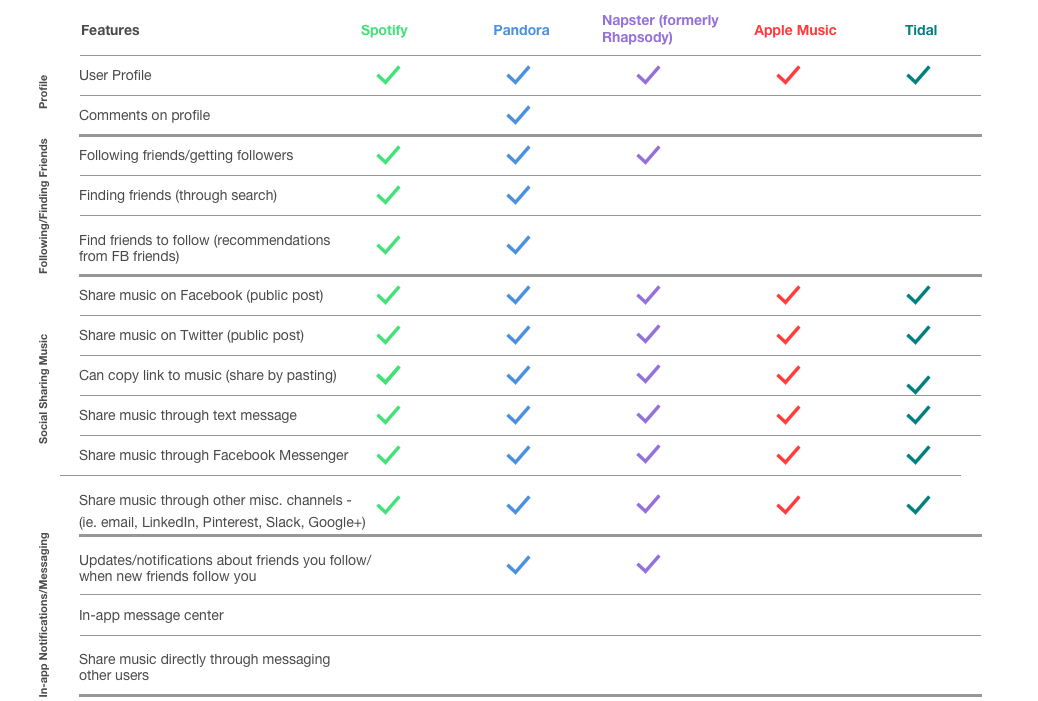 Features
Spotify
Pandora
Napster (formerly
Rhapsody)
Apple Music
Tidal
Profile
User Profile
Comments on profile
Following/Finding Friends
Following friends/getting followers
Finding friends (through search)
Find friends to follow (recommendations
from FB friends)
Social Sharing Music
Share music on Facebook (public post)
Share music on Twitter (public post)
Can copy link to music (share by pasting)
Share music through text message
Share music through Facebook Messenger
Share music through other misc. channels -
(ie. email, LinkedIn, Pinterest, Slack, Google+)
In-app Notifications/Messaging
Updates/notifications about friends you follow/
when new friends follow you
In-app message center
Share music directly through messaging
other users